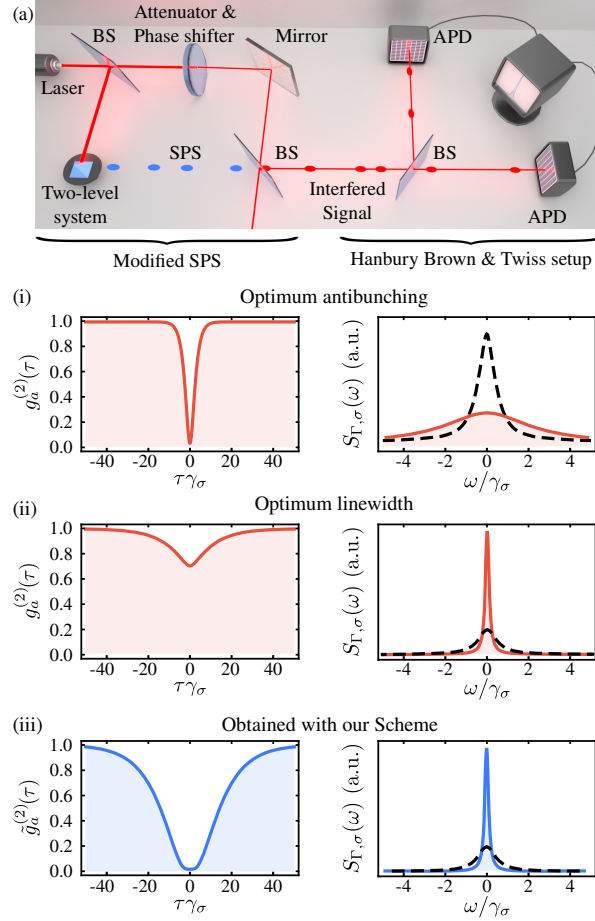 (a)
Attenuator &
BS Phase shifter Mirror APD
Laser
SPS BS BS
Two-level Interfered
system Signal APD
Modified SPS Hanbury Brown & Twiss setup
(i) Optimum antibunching
1.0
0.8
0.6
0.4
0.2
0.0
g_a^{(2)}(τ)
-40 -20 0 20 40
τγ_σ
S_{Γ,σ}(ω) (a.u.)
-4 -2 0 2 4
ω/γ_σ
(ii) Optimum linewidth
1.0
0.8
0.6
0.4
0.2
0.0
g_a^{(2)}(τ)
-40 -20 0 20 40
τγ_σ
S_{Γ,σ}(ω) (a.u.)
-4 -2 0 2 4
ω/γ_σ
(iii) Obtained with our Scheme
1.0
0.8
0.6
0.4
0.2
0.0
g̃_a^{(2)}(τ)
-40 -20 0 20 40
τγ_σ
S_{Γ,σ}(ω) (a.u.)
-4 -2 0 2 4
ω/γ_σ